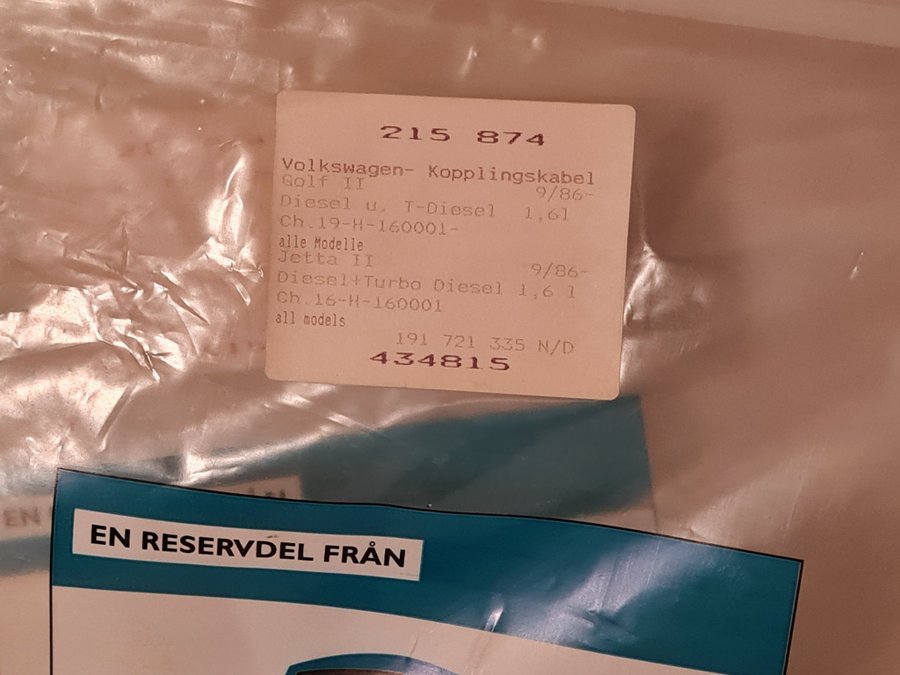 215 874
Volkswagen- Kopplingskabel
Golf II 9/86-
Diesel u. T-Diesel 1,6l
Ch.19-H-160001-
alle Modelle
Jetta II 9/86-
Diesel+Turbo Diesel 1,6 l
Ch.16-H-160001
all models
191 721 335 N/D
434815
EN
EN RESERVDEL FRÅN